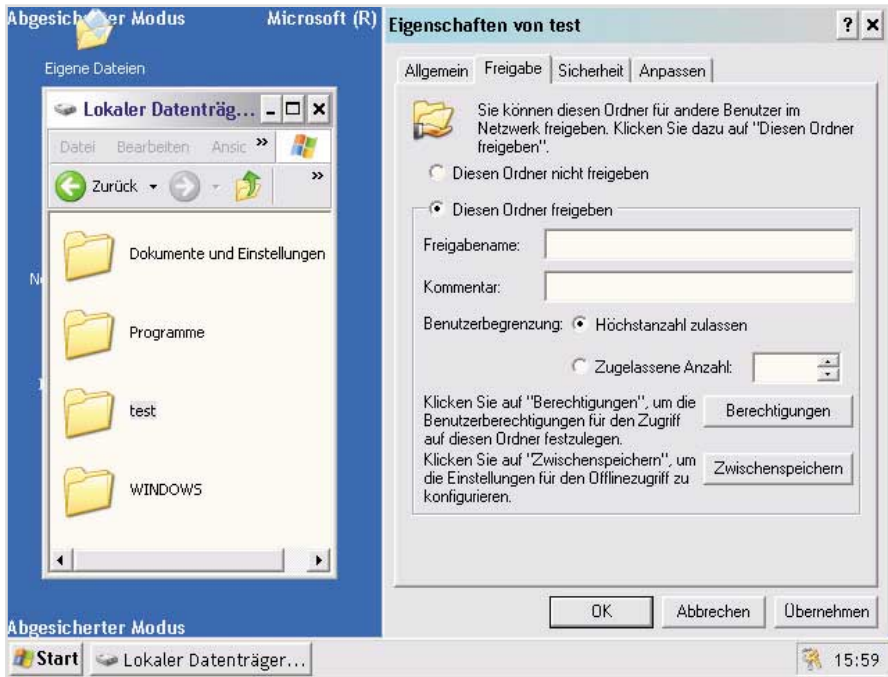 Abgesicherter Modus
Microsoft (R)
Eigene Dateien
Lokaler Datenträg...
Datei Bearbeiten Ansic »
Zurück »
Dokumente und Einstellungen
Programme
test
WINDOWS
Abgesicherter Modus
Eigenschaften von test
Allgemein Freigabe Sicherheit Anpassen
Sie können diesen Ordner für andere Benutzer im
Netzwerk freigeben. Klicken Sie dazu auf "Diesen Ordner
freigeben".
Diesen Ordner nicht freigeben
Diesen Ordner freigeben
Freigabename:
Kommentar:
Benutzerbegrenzung: Höchstanzahl zulassen
Zugelassene Anzahl:
Klicken Sie auf "Berechtigungen", um die
Benutzerberechtigungen für den Zugriff
auf diesen Ordner festzulegen.
Berechtigungen
Klicken Sie auf "Zwischenspeichern", um
die Einstellungen für den Offlinezugriff zu
konfigurieren.
Zwischenspeichern
OK Abbrechen Übernehmen
Start Lokaler Datenträger... 15:59